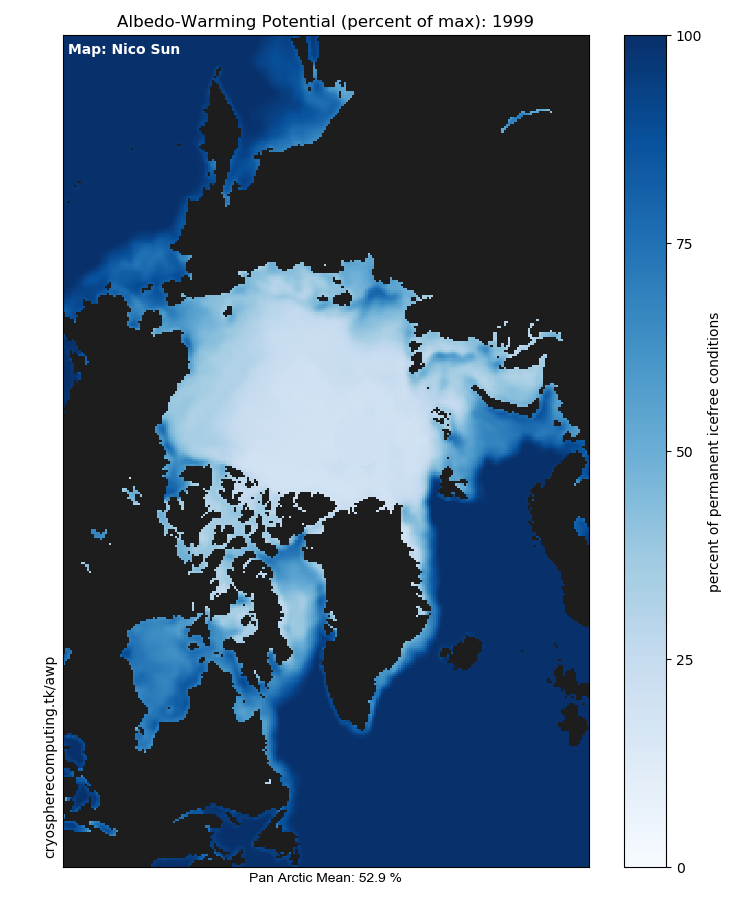 Albedo-Warming Potential (percent of max): 1999
Map: Nico Sun
100
75
50
25
0
percent of permanent icefree conditions
cryospherecomputing.tk/awp
Pan Arctic Mean: 52.9 %